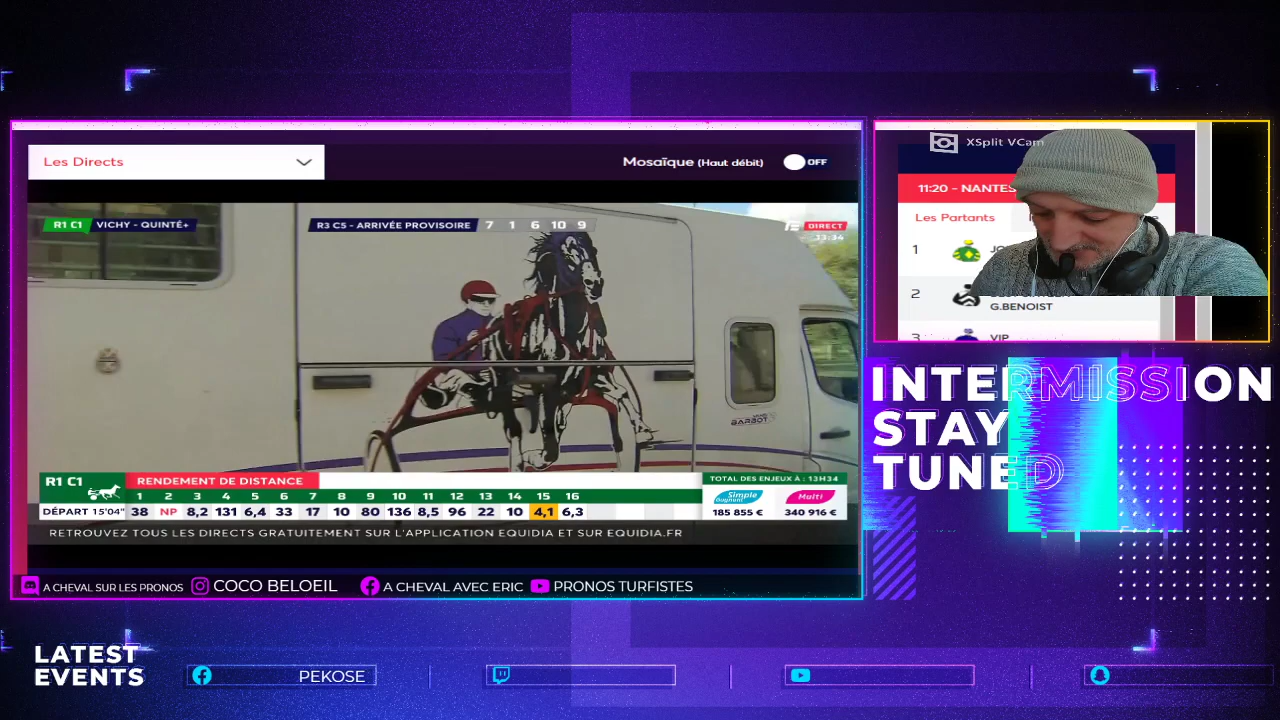 Les Directs
Mosaïque (Haut débit)
OFF
R1 C1 VICHY - QUINTÉ+
R3 C5 - ARRIVÉE PROVISOIRE 7 1 6 10 9
DIRECT
13:34
BARBOT
R1 C1
RENDEMENT DE DISTANCE
1 2 3 4 5 6 7 8 9 10 11 12 13 14 15 16
DÉPART 15'04" 38 NP 8,2 131 6,4 33 17 10 80 136 8,5 96 22 10 4,1 6,3
TOTAL DES ENJEUX À : 13H34
Simple Gagnant
Multi
185 855 € 340 916 €
RETROUVEZ TOUS LES DIRECTS GRATUITEMENT SUR L'APPLICATION EQUIDIA ET SUR EQUIDIA.FR
A CHEVAL SUR LES PRONOS COCO BELOEIL A CHEVAL AVEC ERIC PRONOS TURFISTES
XSplit VCam
11:20 - NANTES
Les Partants
1
2
G.BENOIST
3
VIP
INTERMISSION
STAY
TUNED
LATEST
EVENTS
PEKOSE